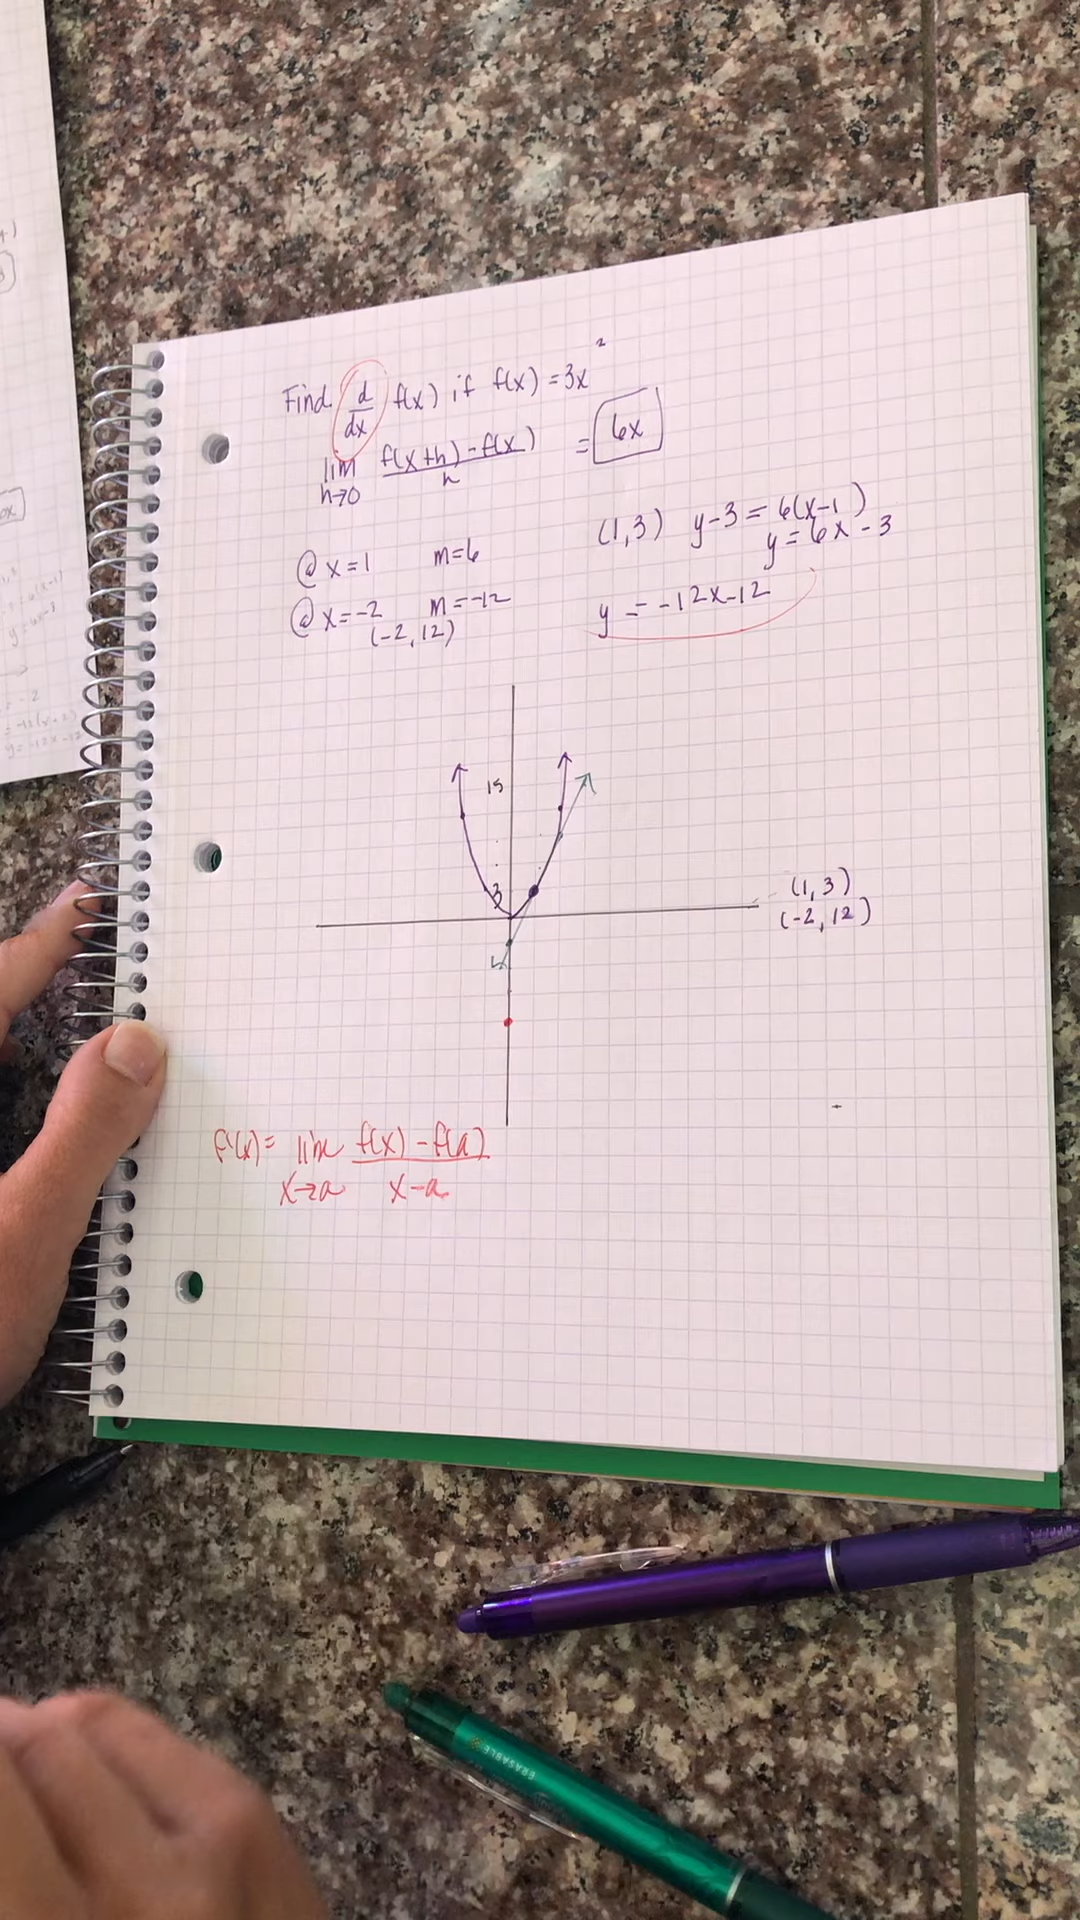 Find d/dx f(x) if f(x) = 3x²
lim h→0 f(x+h) - f(x) / h = 6x
(1,3) y-3 = 6(x-1)
y = 6x - 3
@ x=1 m=6
@ x=-2 m=-12
(-2, 12)
y = -12x-12
15
3
(1, 3)
(-2, 12)
f'(x) = lim x→a f(x) - f(a) / x-a
ERASABLE